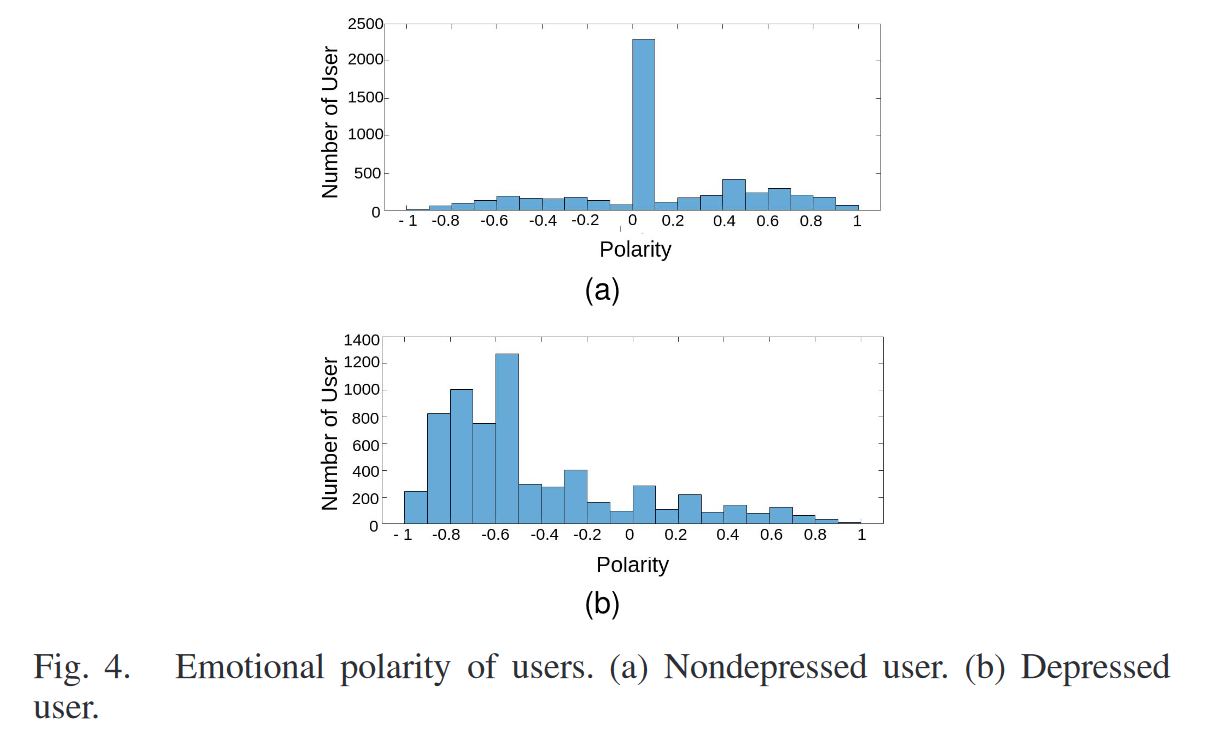 2500
2000
1500
1000
500
0
Number of User
- 1 -0.8 -0.6 -0.4 -0.2 0 0.2 0.4 0.6 0.8 1
Polarity
(a)
1400
1200
1000
800
600
400
200
0
Number of User
- 1 -0.8 -0.6 -0.4 -0.2 0 0.2 0.4 0.6 0.8 1
Polarity
(b)
Fig. 4. Emotional polarity of users. (a) Nondepressed user. (b) Depressed
user.